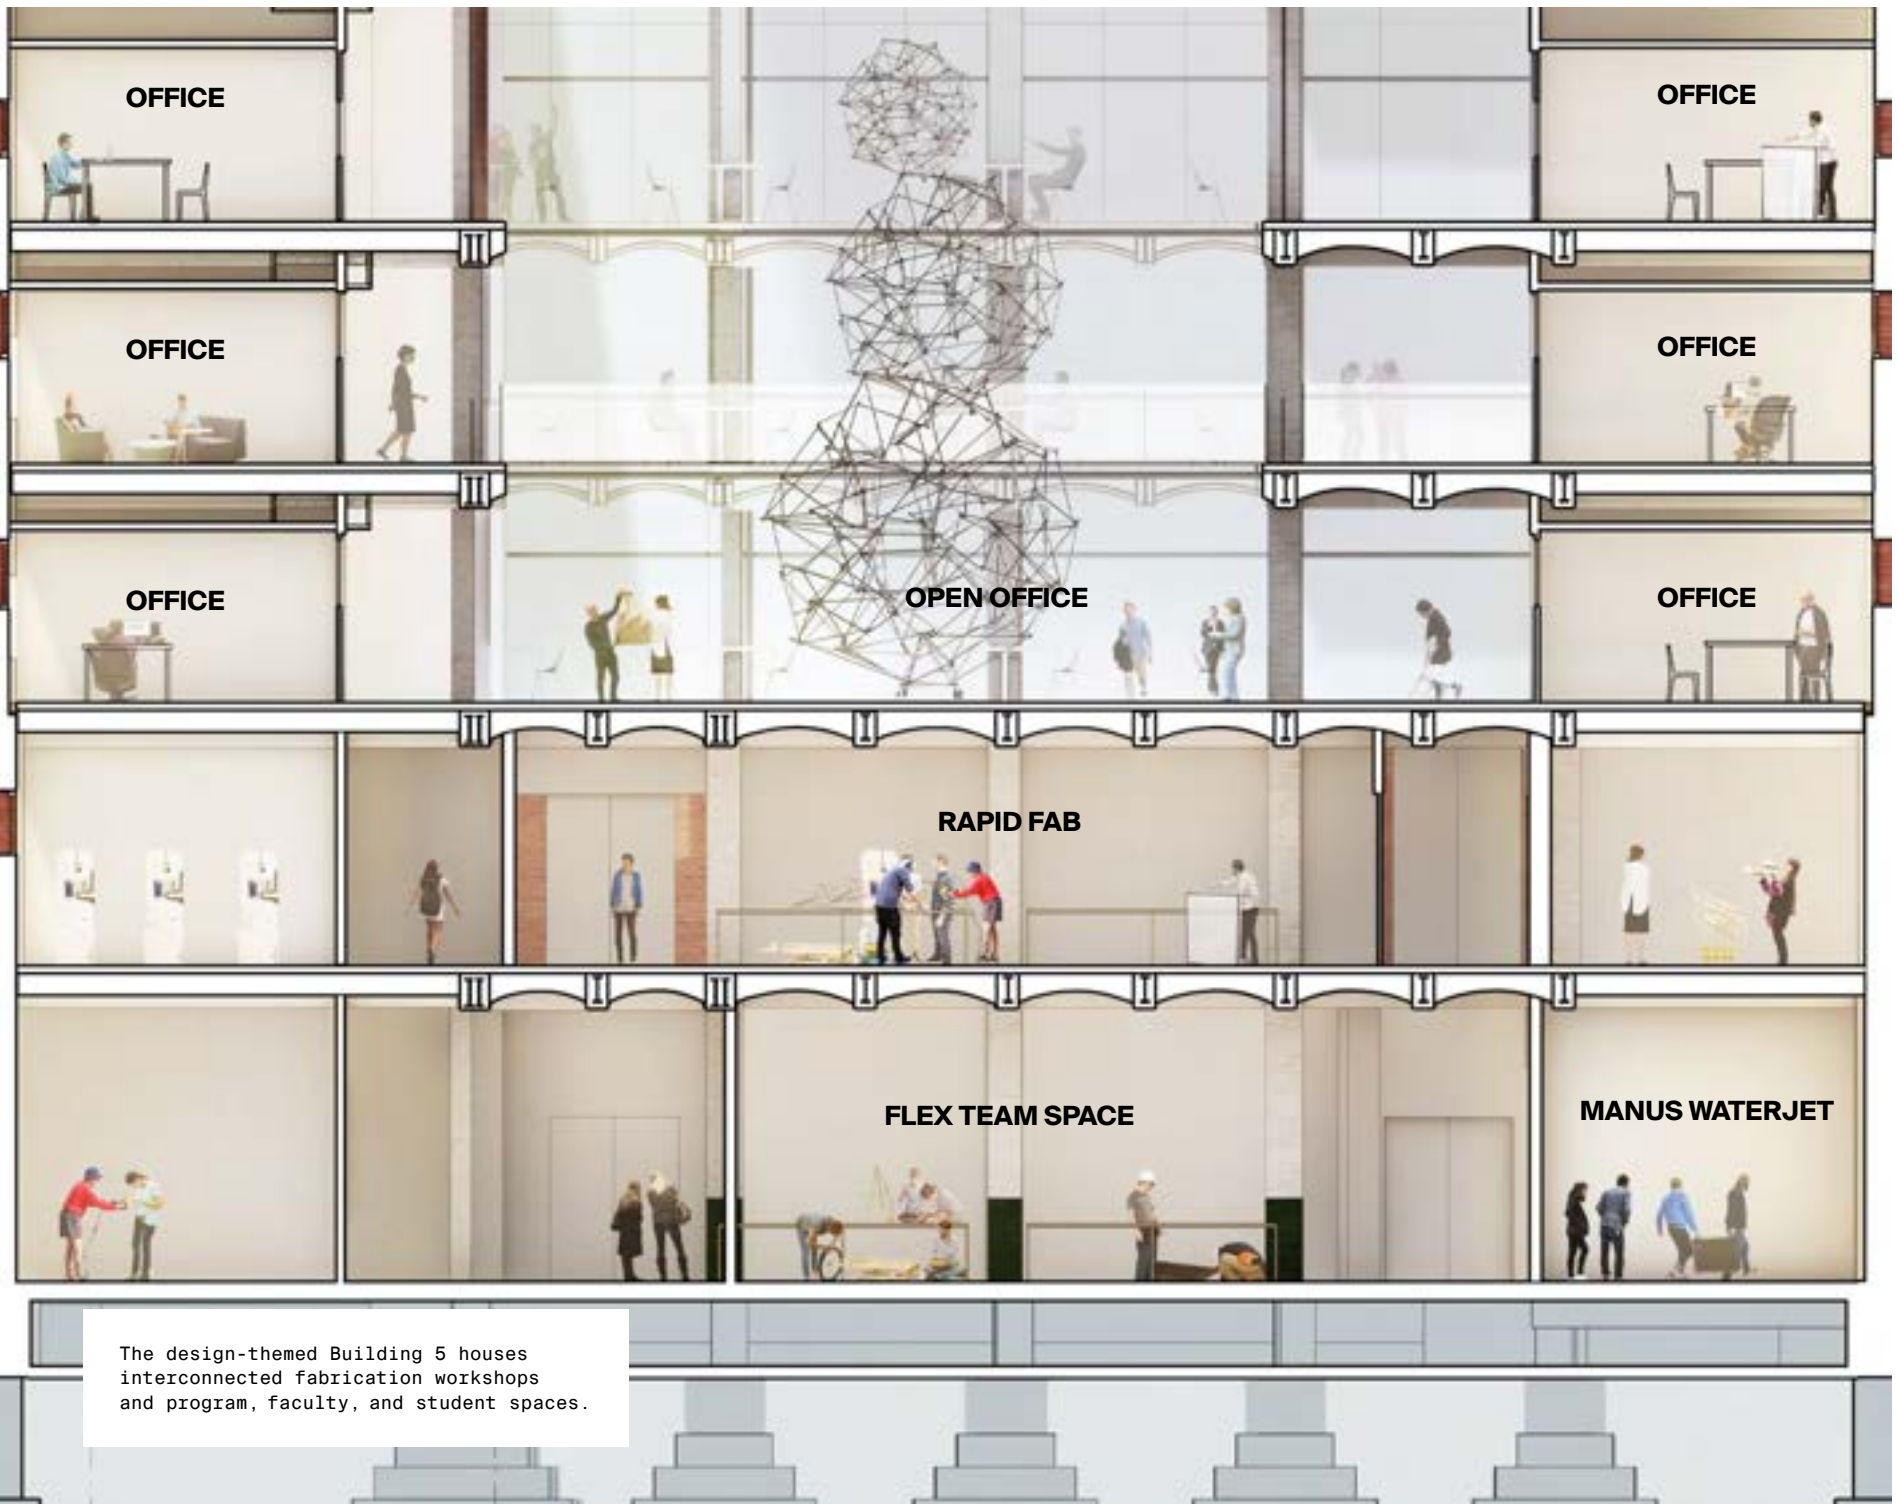 OFFICE
OFFICE
OFFICE
OFFICE
OFFICE
OPEN OFFICE
OFFICE
RAPID FAB
FLEX TEAM SPACE
MANUS WATERJET
The design-themed Building 5 houses
interconnected fabrication workshops
and program, faculty, and student spaces.